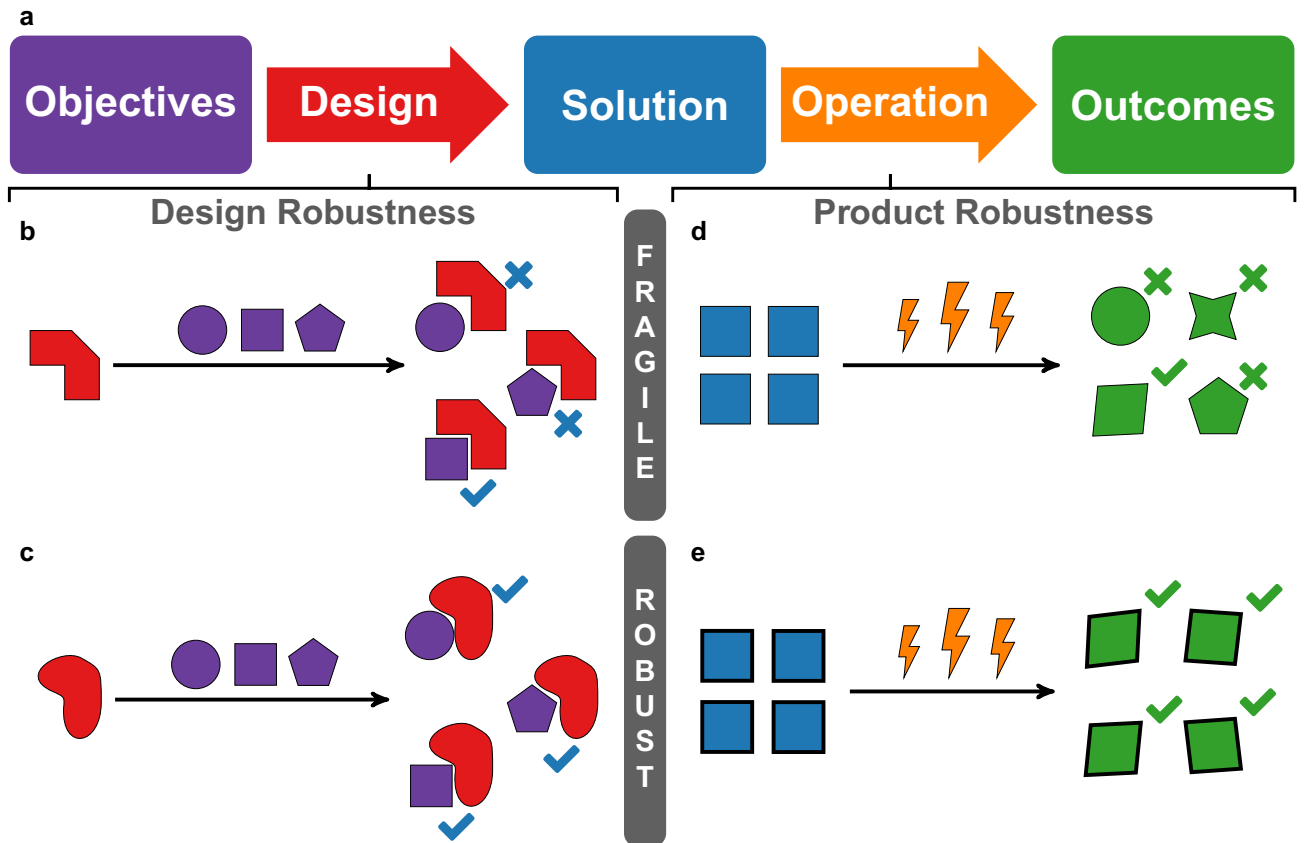 a
Objectives
Design
Solution
Operation
Outcomes
Design Robustness
Product Robustness
b
d
FRAGILE
c
e
ROBUST